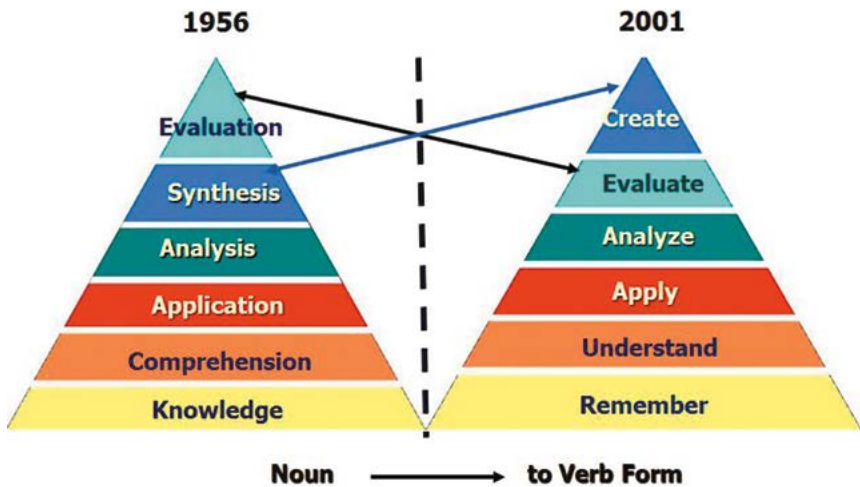 1956
Evaluation
Synthesis
Analysis
Application
Comprehension
Knowledge
2001
Create
Evaluate
Analyze
Apply
Understand
Remember
Noun to Verb Form